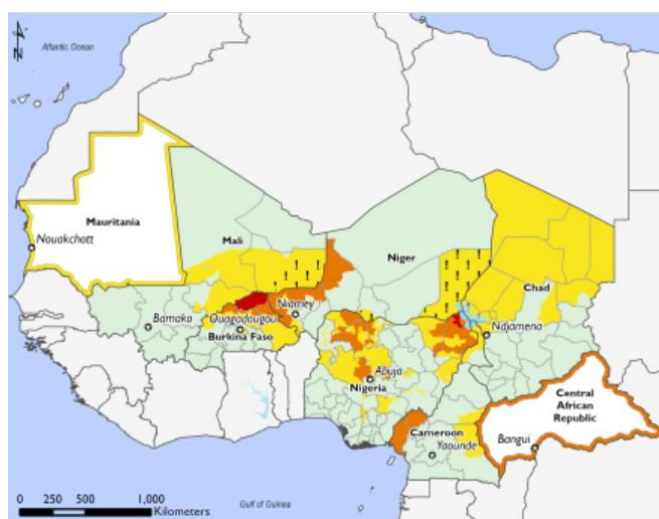 N
Atlantic Ocean
Mauritania
Nouakchott
Mali
Niger
Chad
Niamey
Ouagadougou
Bamako
Burkina Faso
Ndjamena
Abuja
Nigeria
Central
African
Republic
Cameroon
Yaounde
Bangui
0 250 500 1,000
Kilometers
Gulf of Guinea